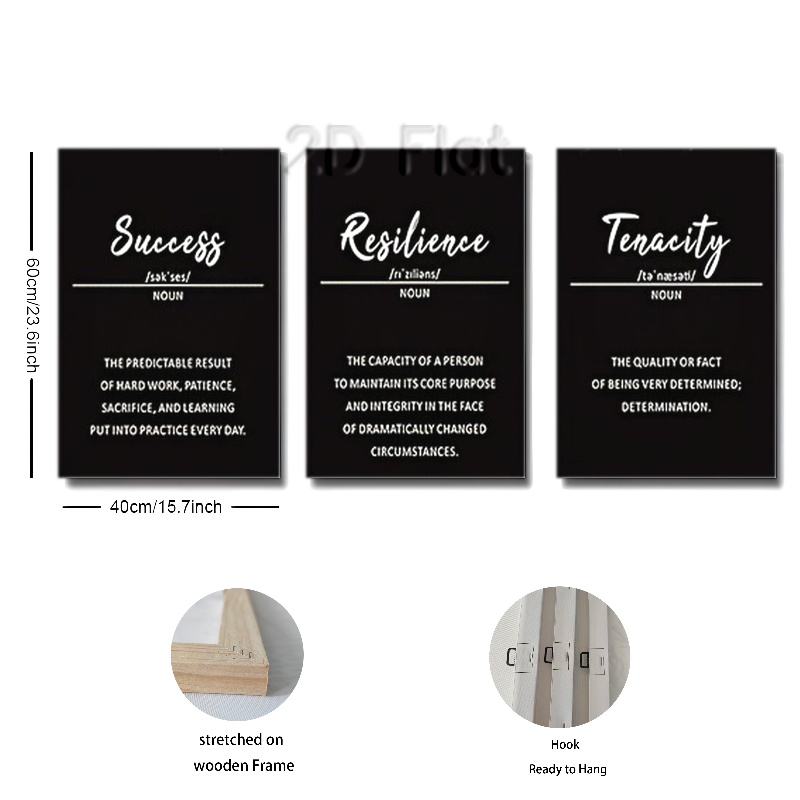 2D Flat
Success
/sək'ses/
NOUN
THE PREDICTABLE RESULT
OF HARD WORK, PATIENCE,
SACRIFICE, AND LEARNING
PUT INTO PRACTICE EVERY DAY.
Resilience
/rɪˈzɪliəns/
NOUN
THE CAPACITY OF A PERSON
TO MAINTAIN ITS CORE PURPOSE
AND INTEGRITY IN THE FACE
OF DRAMATICALLY CHANGED
CIRCUMSTANCES.
Tenacity
/tə'næsəti/
NOUN
THE QUALITY OR FACT
OF BEING VERY DETERMINED;
DETERMINATION.
60cm/23.6inch
40cm/15.7inch
stretched on
wooden Frame
Hook
Ready to Hang